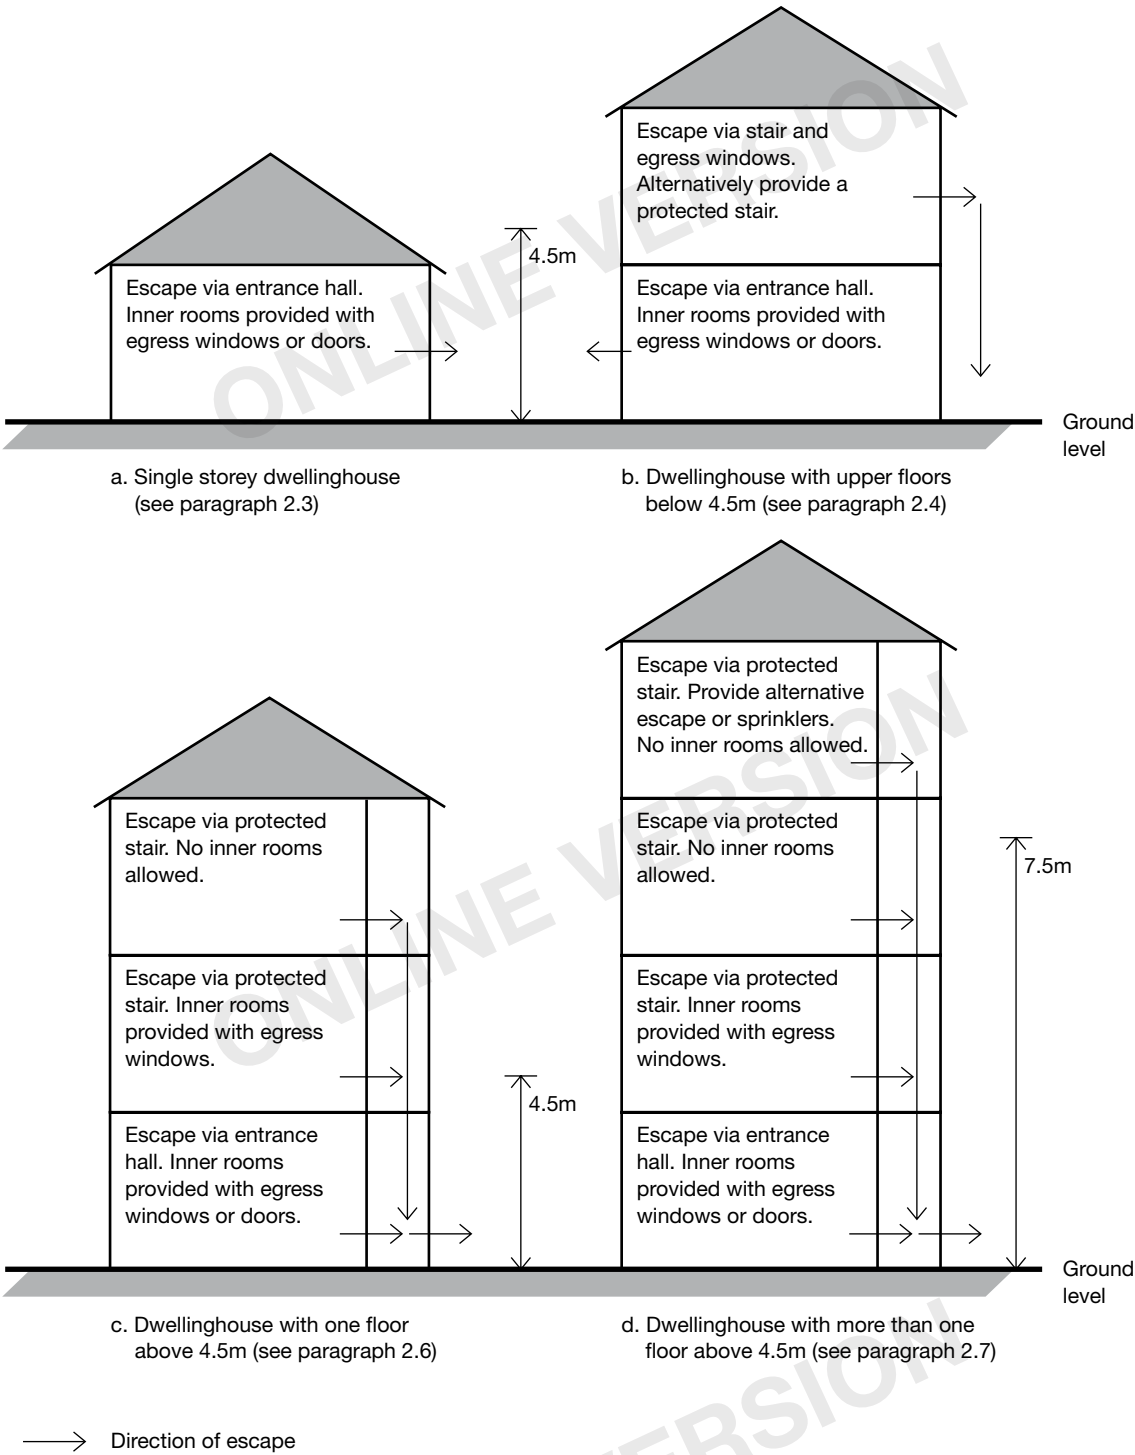 Escape via stair and
egress windows.
Alternatively provide a
protected stair.
4.5m
Escape via entrance hall.
Inner rooms provided with
egress windows or doors.
Escape via entrance hall.
Inner rooms provided with
egress windows or doors.
Ground
level
a. Single storey dwellinghouse
(see paragraph 2.3)
b. Dwellinghouse with upper floors
below 4.5m (see paragraph 2.4)
ONLINE VERSION
Escape via protected
stair. No inner rooms
allowed.
Escape via protected
stair. Inner rooms
provided with egress
windows.
Escape via entrance
hall. Inner rooms
provided with egress
windows or doors.
4.5m
Escape via protected
stair. Provide alternative
escape or sprinklers.
No inner rooms allowed.
Escape via protected
stair. No inner rooms
allowed.
Escape via protected
stair. Inner rooms
provided with egress
windows.
Escape via entrance
hall. Inner rooms
provided with egress
windows or doors.
7.5m
Ground
level
ONLINE VERSION
c. Dwellinghouse with one floor
above 4.5m (see paragraph 2.6)
d. Dwellinghouse with more than one
floor above 4.5m (see paragraph 2.7)
VERSION
Direction of escape